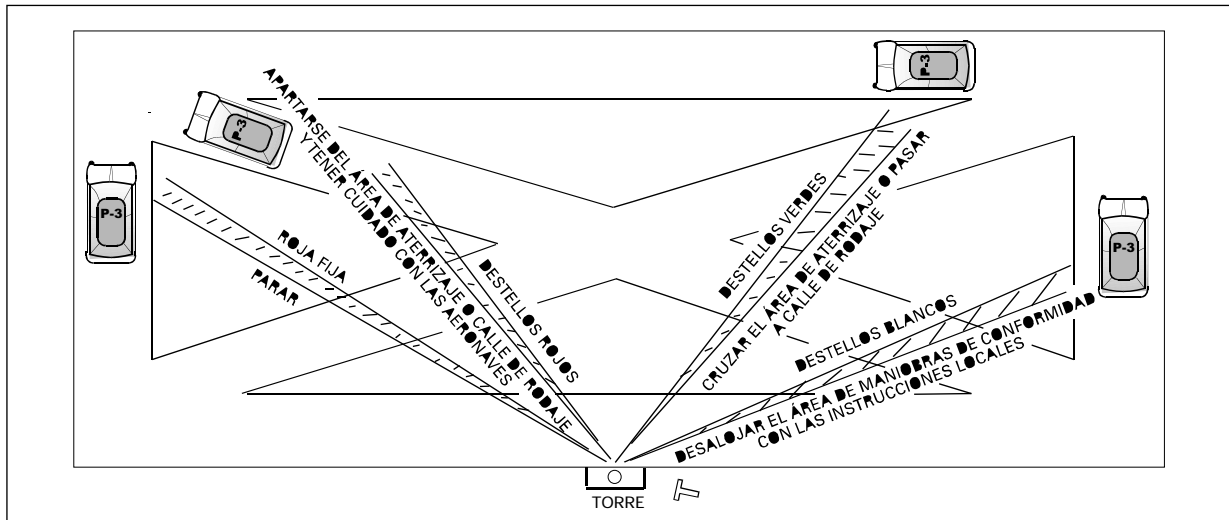 P-3
P-3
P-3
P-3
ROJA FIJA
PARAR
APARTARSE DEL ÁREA DE ATERRIZAJE O CALLE DE RODAJE
Y TENER CUIDADO CON LAS AERONAVES
DESTELLOS ROJOS
DESTELLOS VERDES
CRUZAR EL ÁREA DE ATERRIZAJE O PASAR
A CALLE DE RODAJE
DESTELLOS BLANCOS
DESALOJAR EL ÁREA DE MANIOBRAS DE CONFORMIDAD
CON LAS INSTRUCCIONES LOCALES
TORRE
T